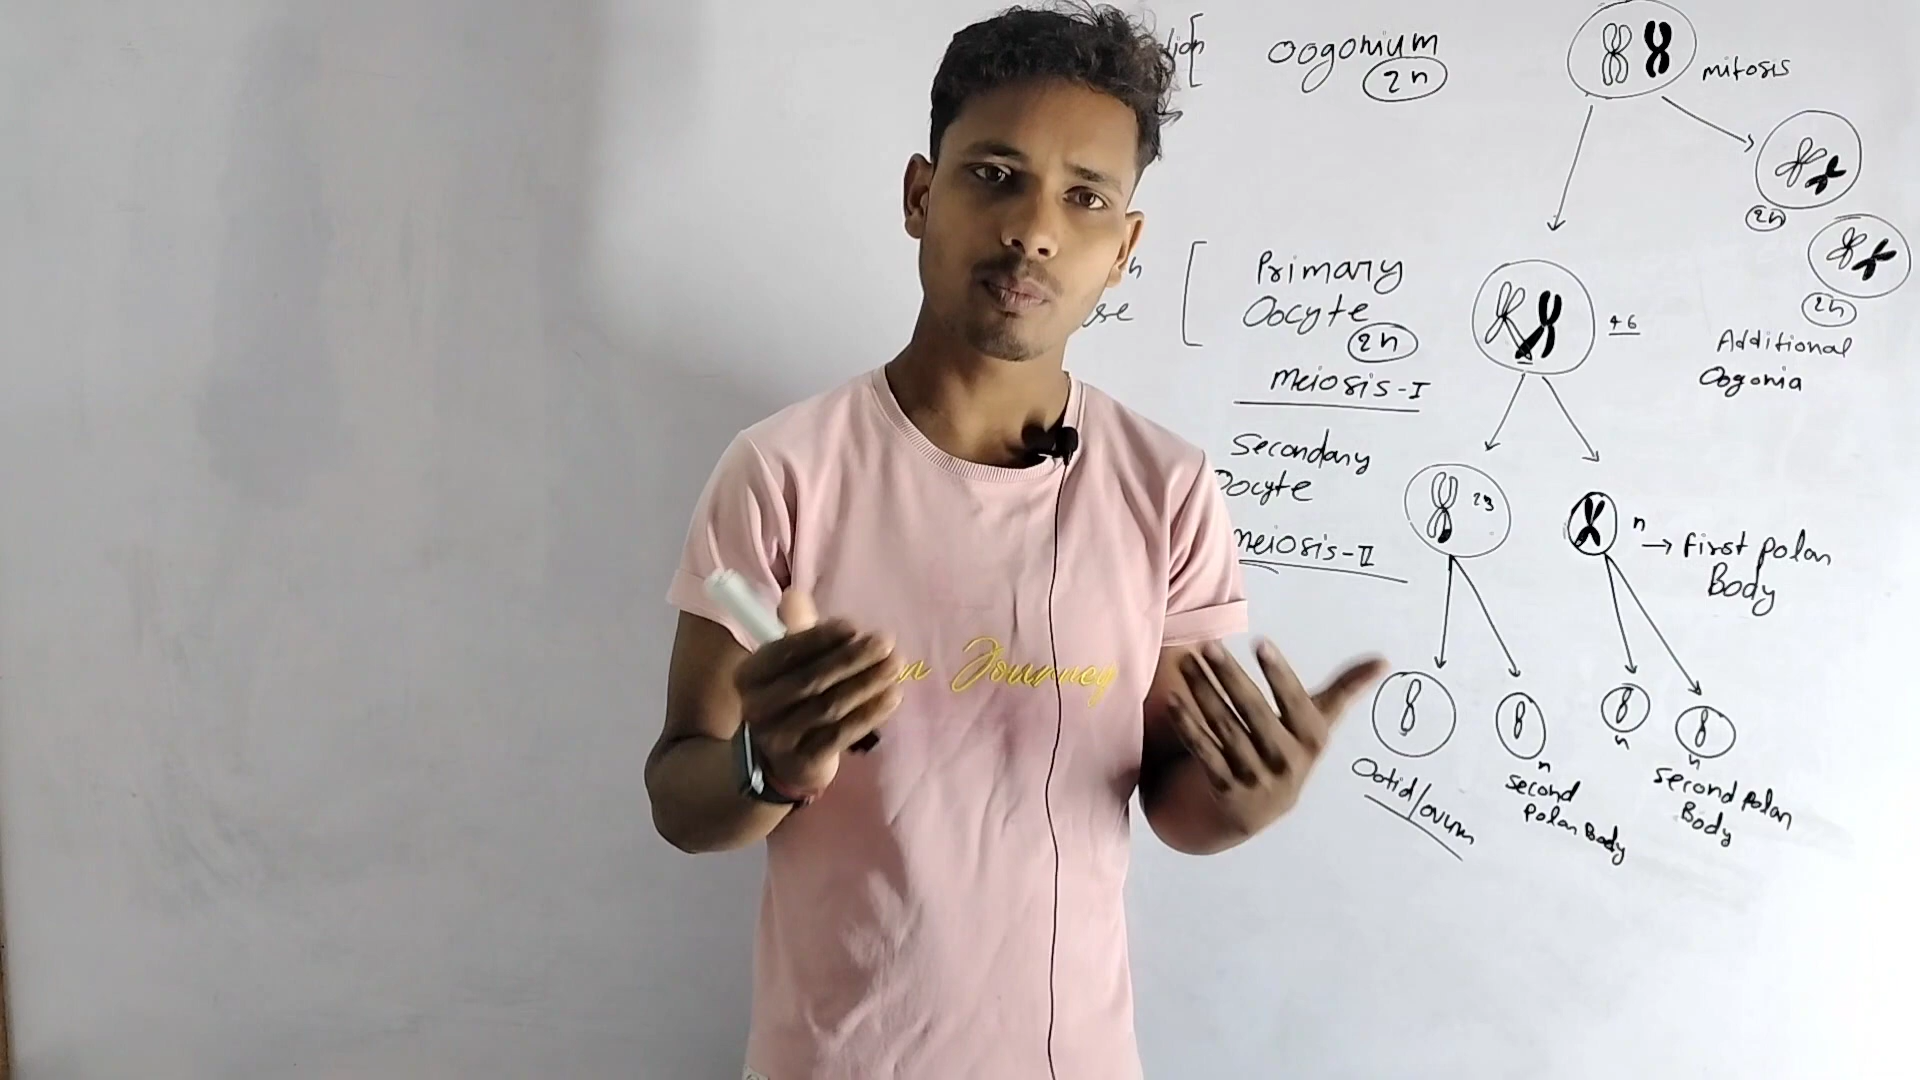 Oogonium
2n
mitosis
2n
2n
Additional
Oogonia
Primary
Oocyte
2n
46
Meiosis-I
Secondary
Oocyte
23
n
→ First Polar
Body
Meiosis-II
Ootid/ovum
n
Second
Polar Body
n
n
Second Polar
Body
Journey